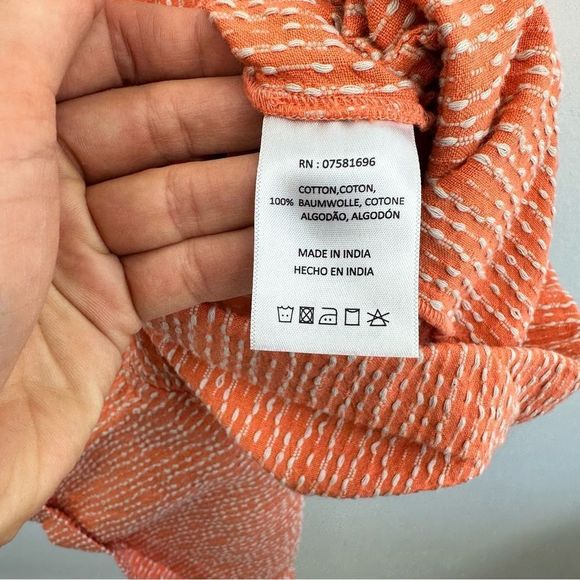 RN : 07581696
COTTON,COTON,
100% BAUMWOLLE, COTONE
ALGODÃO, ALGODÓN
MADE IN INDIA
HECHO EN INDIA